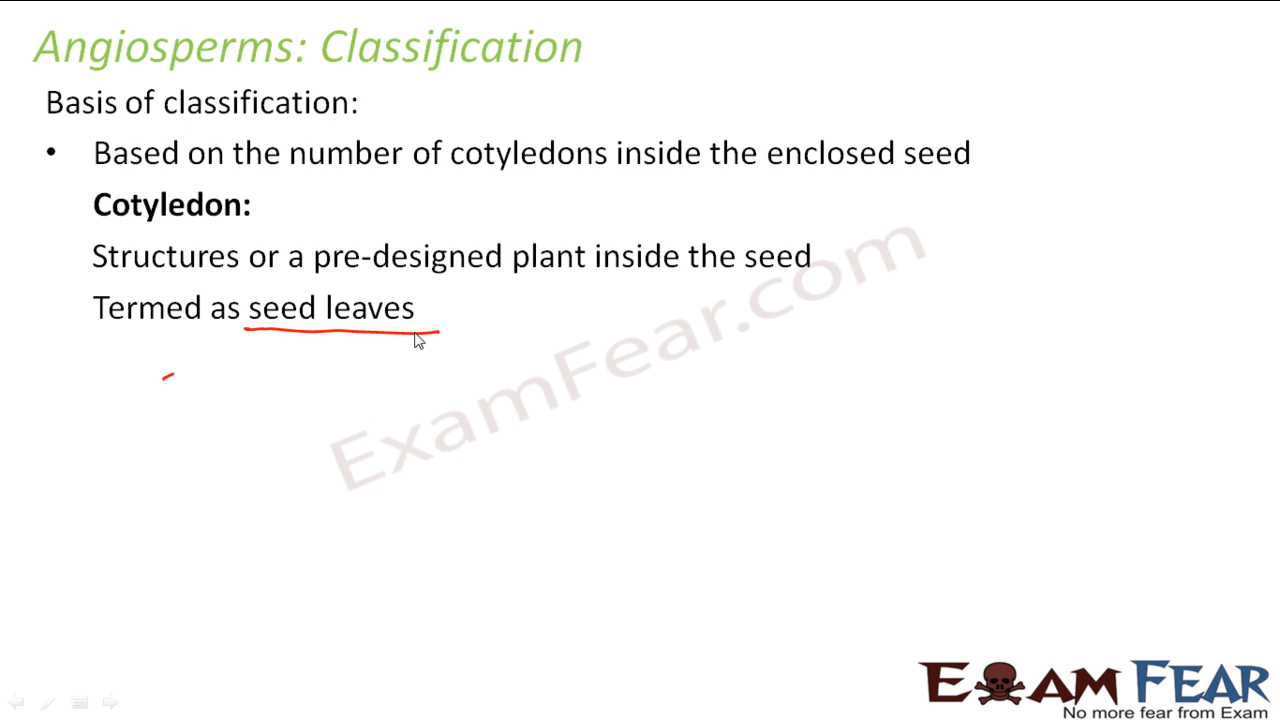 Angiosperms: Classification
Basis of classification:
• Based on the number of cotyledons inside the enclosed seed
Cotyledon:
Structures or a pre-designed plant inside the seed
Termed as seed leaves
ExamFear.com
EXAM FEAR
No more fear from Exam